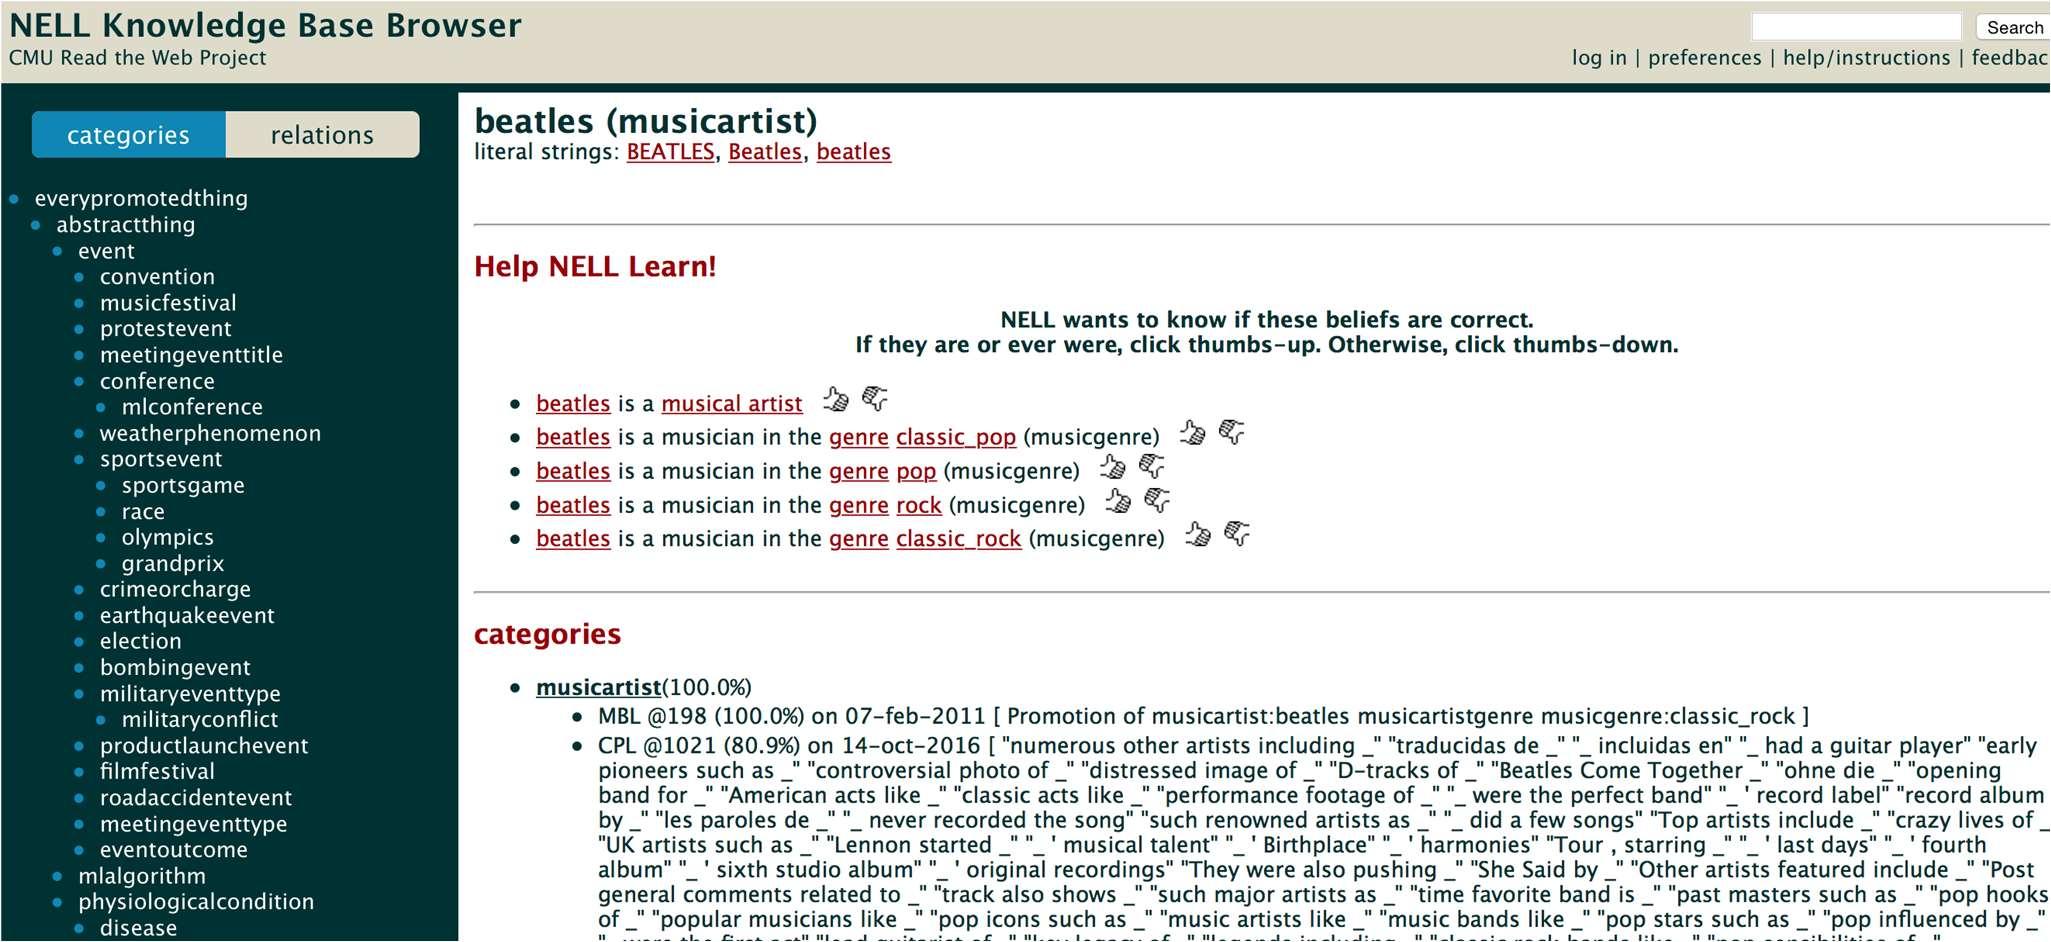 NELL Knowledge Base Browser
CMU Read the Web Project
Search
log in | preferences | help/instructions | feedbac
categories
relations
everypromotedthing
abstractthing
event
convention
musicfestival
protestevent
meetingeventtitle
conference
mlconference
weatherphenomenon
sportsevent
sportsgame
race
olympics
grandprix
crimeorcharge
earthquakeevent
election
bombingevent
militaryeventtype
militaryconflict
productlaunchevent
filmfestival
roadaccidentevent
meetingeventtype
eventoutcome
mlalgorithm
physiologicalcondition
disease
beatles (musicartist)
literal strings: BEATLES, Beatles, beatles
Help NELL Learn!
NELL wants to know if these beliefs are correct.
If they are or ever were, click thumbs-up. Otherwise, click thumbs-down.
beatles is a musical artist
beatles is a musician in the genre classic_pop (musicgenre)
beatles is a musician in the genre pop (musicgenre)
beatles is a musician in the genre rock (musicgenre)
beatles is a musician in the genre classic_rock (musicgenre)
categories
musicartist(100.0%)
MBL @198 (100.0%) on 07-feb-2011 [ Promotion of musicartist:beatles musicartistgenre musicgenre:classic_rock ]
CPL @1021 (80.9%) on 14-oct-2016 [ "numerous other artists including _" "traducidas de _" "_ incluidas en" "_ had a guitar player" "early
pioneers such as _" "controversial photo of _" "distressed image of _" "D-tracks of _" "Beatles Come Together _" "ohne die _" "opening
band for _" "American acts like _" "classic acts like _" "performance footage of _" "_ were the perfect band" "_ ' record label" "record album
by _" "les paroles de _" "_ never recorded the song" "such renowned artists as _" "_ did a few songs" "Top artists include _" "crazy lives of _
"UK artists such as _" "Lennon started _" "_ ' musical talent" "_ ' Birthplace" "_ ' harmonies" "Tour , starring _" "_ ' last days" "_ ' fourth
album" "_ ' sixth studio album" "_ ' original recordings" "They were also pushing _" "She Said by _" "Other artists featured include _" "Post
general comments related to _" "track also shows _" "such major artists as _" "time favorite band is _" "past masters such as _" "pop hooks
of _" "popular musicians like _" "pop icons such as _" "music artists like _" "music bands like _" "pop stars such as _" "pop influenced by _"